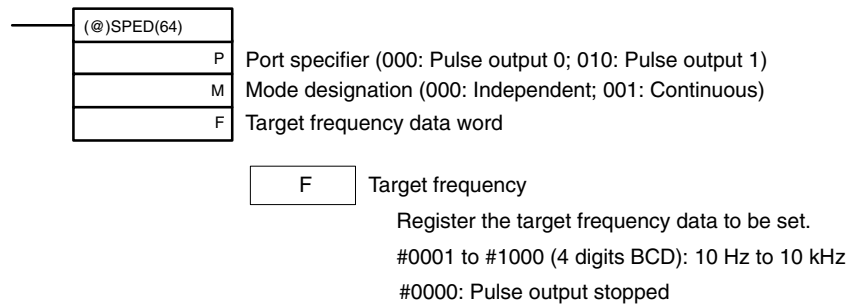 (@)SPED(64)
P Port specifier (000: Pulse output 0; 010: Pulse output 1)
M Mode designation (000: Independent; 001: Continuous)
F Target frequency data word
F Target frequency
Register the target frequency data to be set.
#0001 to #1000 (4 digits BCD): 10 Hz to 10 kHz
#0000: Pulse output stopped